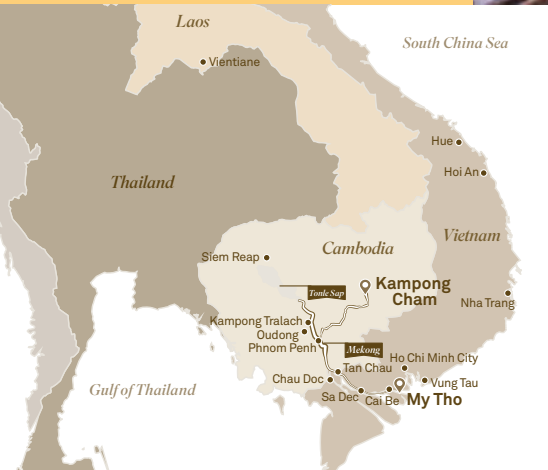 Laos
South China Sea
Vientiane
Hue
Hoi An
Thailand
Vietnam
Cambodia
Siem Reap
Kampong
Cham
Tonle Sap
Nha Trang
Kampong Tralach
Oudong
Phnom Penh
Mekong
Ho Chi Minh City
Tan Chau
Chau Doc
Vung Tau
Gulf of Thailand
Sa Dec
Cai Be
My Tho